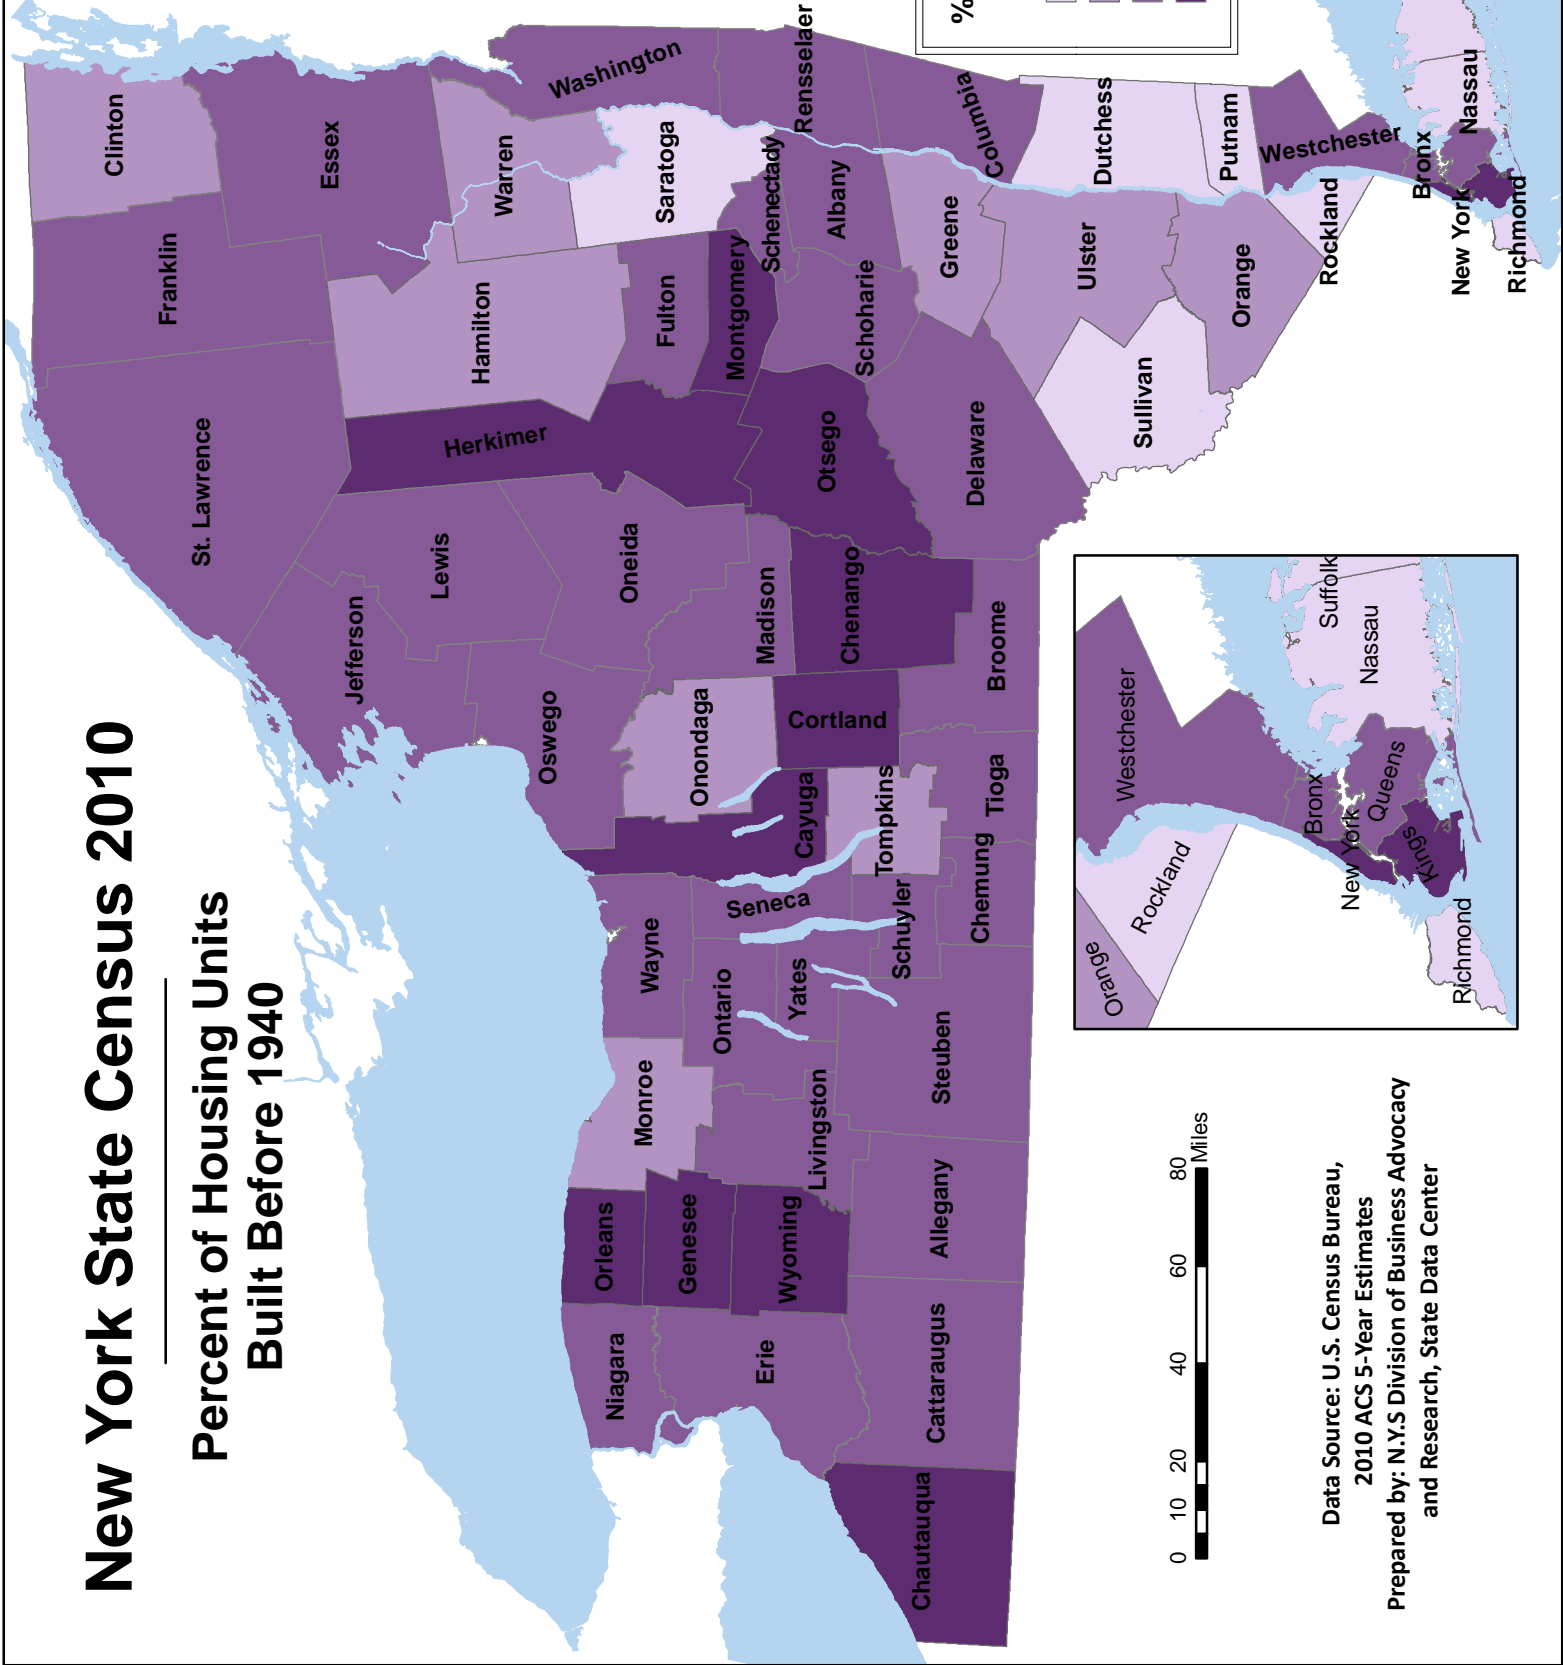 New York State Census 2010
Percent of Housing Units
Built Before 1940
%
Clinton
Franklin
Essex
St. Lawrence
Jefferson
Lewis
Herkimer
Hamilton
Warren
Washington
Saratoga
Fulton
Montgomery
Schenectady
Rensselaer
Albany
Schoharie
Otsego
Oneida
Oswego
Madison
Chenango
Onondaga
Cortland
Cayuga
Tompkins
Tioga
Broome
Delaware
Greene
Columbia
Ulster
Dutchess
Sullivan
Orange
Putnam
Rockland
Westchester
Bronx
New York
Richmond
Nassau
Wayne
Seneca
Schuyler
Chemung
Yates
Ontario
Monroe
Livingston
Steuben
Orleans
Genesee
Wyoming
Allegany
Niagara
Erie
Cattaraugus
Chautauqua
Westchester
Orange
Rockland
Bronx
New York
Queens
Kings
Richmond
Nassau
Suffolk
0 10 20 40 60 80
Miles
Data Source: U.S. Census Bureau,
2010 ACS 5-Year Estimates
Prepared by: N.Y.S Division of Business Advocacy
and Research, State Data Center